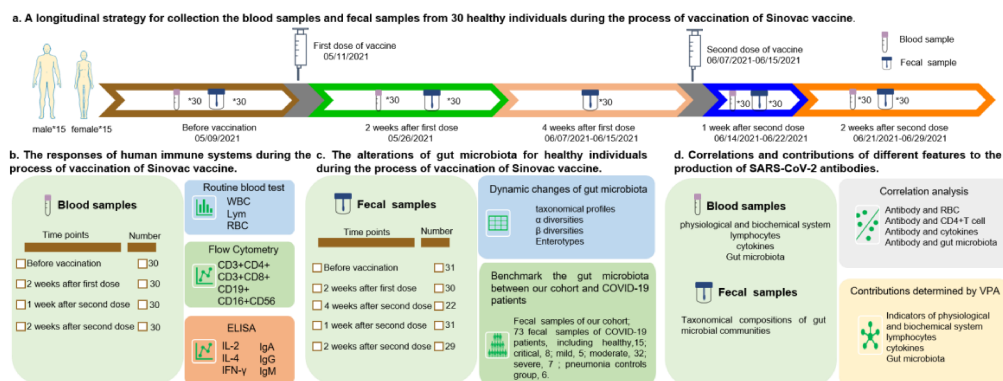 a. A longitudinal strategy for collection the blood samples and fecal samples from 30 healthy individuals during the process of vaccination of Sinovac vaccine.
First dose of vaccine
05/11/2021
Second dose of vaccine
06/07/2021-06/15/2021
Blood sample
Fecal sample
*30 *30
*30 *30
*30
*30 *30
*30 *30
male*15 female*15
Before vaccination
05/09/2021
2 weeks after first dose
05/26/2021
4 weeks after first dose
06/07/2021-06/15/2021
1 week after second dose
06/14/2021-06/22/2021
2 weeks after second dose
06/21/2021-06/29/2021
b. The responses of human immune systems during the
process of vaccination of Sinovac vaccine.
Blood samples
Time points Number
Before vaccination 30
2 weeks after first dose 30
1 week after second dose 30
2 weeks after second dose 30
Routine blood test
WBC
Lym
RBC
Flow Cytometry
CD3+CD4+
CD3+CD8+
CD19+
CD16+CD56
ELISA
IL-2 IgA
IL-4 IgG
IFN-γ IgM
c. The alterations of gut microbiota for healthy individuals
during the process of vaccination of Sinovac vaccine.
Fecal samples
Time points Number
Before vaccination 31
2 weeks after first dose 30
4 weeks after second dose 22
1 week after second dose 31
2 weeks after second dose 29
Dynamic changes of gut microbiota
taxonomical profiles
α diversities
β diversities
Enterotypes
Benchmark the gut microbiota
between our cohort and COVID-19
patients
Fecal samples of our cohort;
73 fecal samples of COVID-19
patients, including healthy,15;
critical, 8; mild, 5; moderate, 32;
severe, 7 ; pneumonia controls
group, 6.
d. Correlations and contributions of different features to the
production of SARS-CoV-2 antibodies.
Blood samples
physiological and biochemical system
lymphocytes
cytokines
Gut microbiota
Fecal samples
Taxonomical compositions of gut
microbial communities
Correlation analysis
Antibody and RBC
Antibody and CD4+T cell
Antibody and cytokines
Antibody and gut microbiota
Contributions determined by VPA
Indicators of physiological
and biochemical system
lymphocytes
cytokines
Gut microbiota